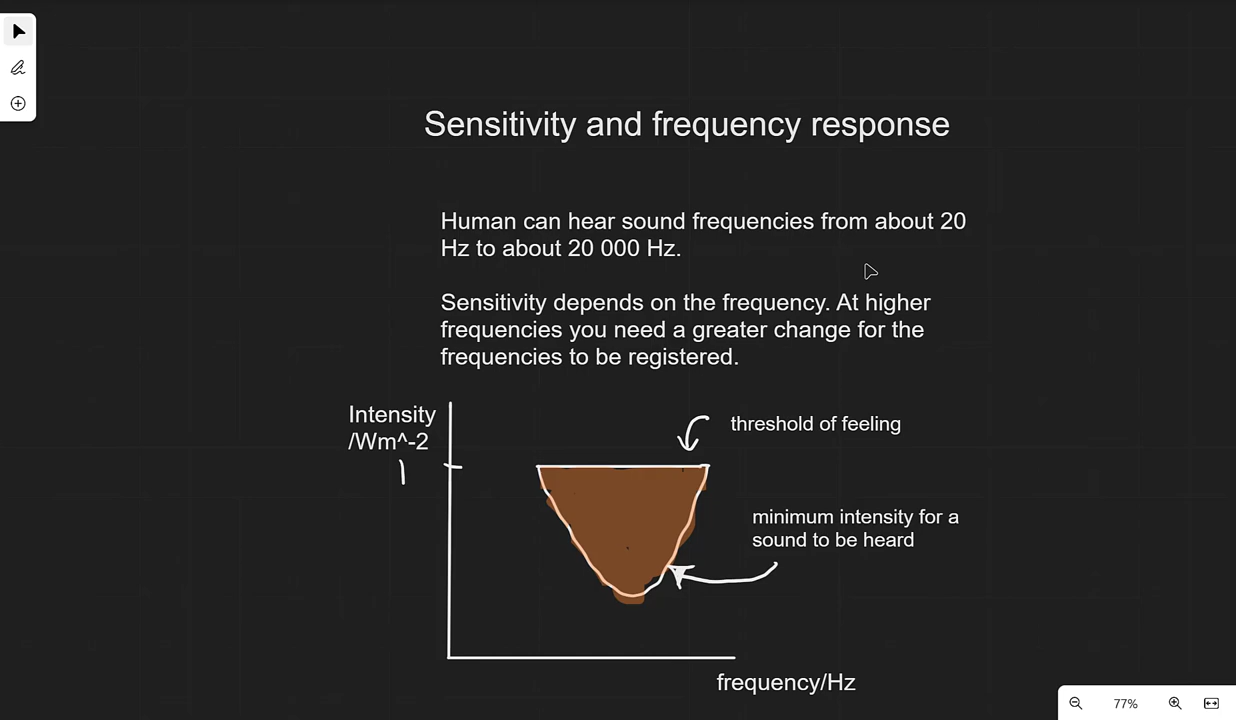 Sensitivity and frequency response
Human can hear sound frequencies from about 20
Hz to about 20 000 Hz.
Sensitivity depends on the frequency. At higher
frequencies you need a greater change for the
frequencies to be registered.
Intensity
/Wm^-2
1
threshold of feeling
minimum intensity for a
sound to be heard
frequency/Hz
77%